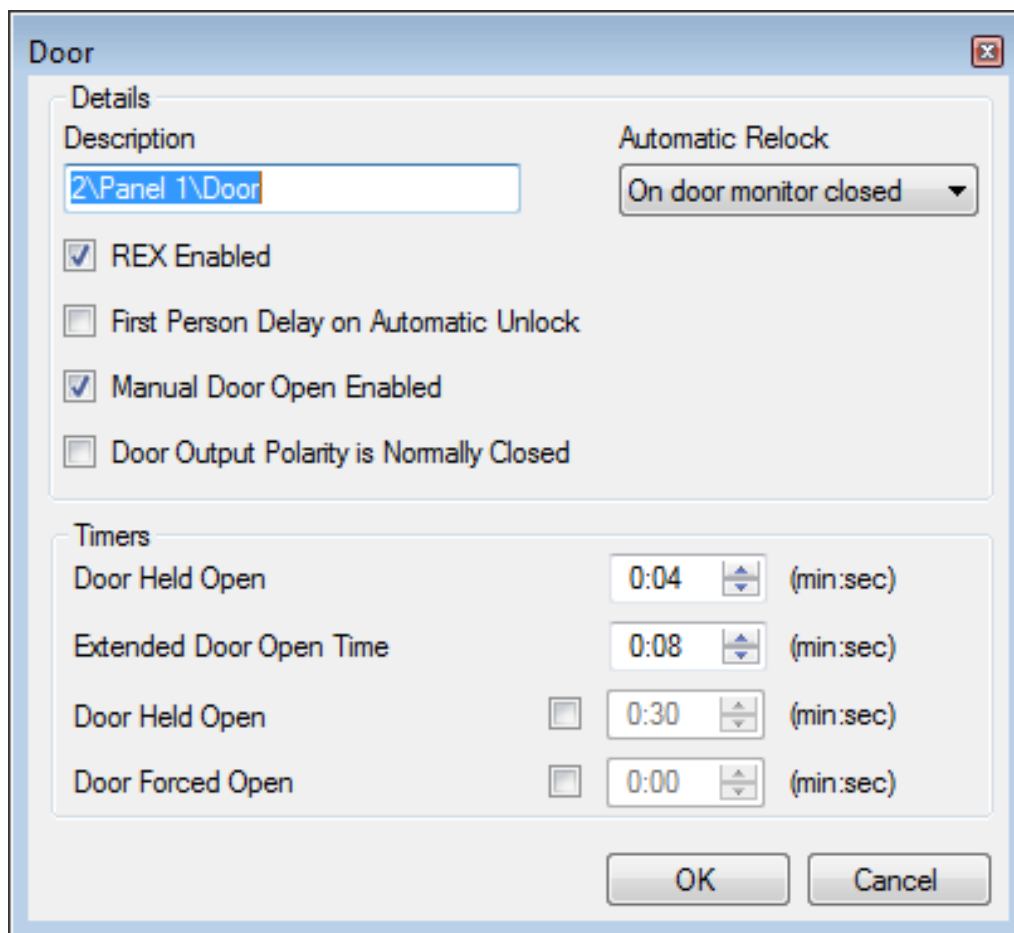 Door
Details
Description
Automatic Relock
2\Panel 1\Door
On door monitor closed
REX Enabled
First Person Delay on Automatic Unlock
Manual Door Open Enabled
Door Output Polarity is Normally Closed
Timers
Door Held Open 0:04 (min:sec)
Extended Door Open Time 0:08 (min:sec)
Door Held Open 0:30 (min:sec)
Door Forced Open 0:00 (min:sec)
OK Cancel